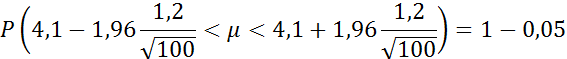 P(4,1 − 1,96 1,2/√100 < μ < 4,1 + 1,96 1,2/√100) = 1 − 0,05